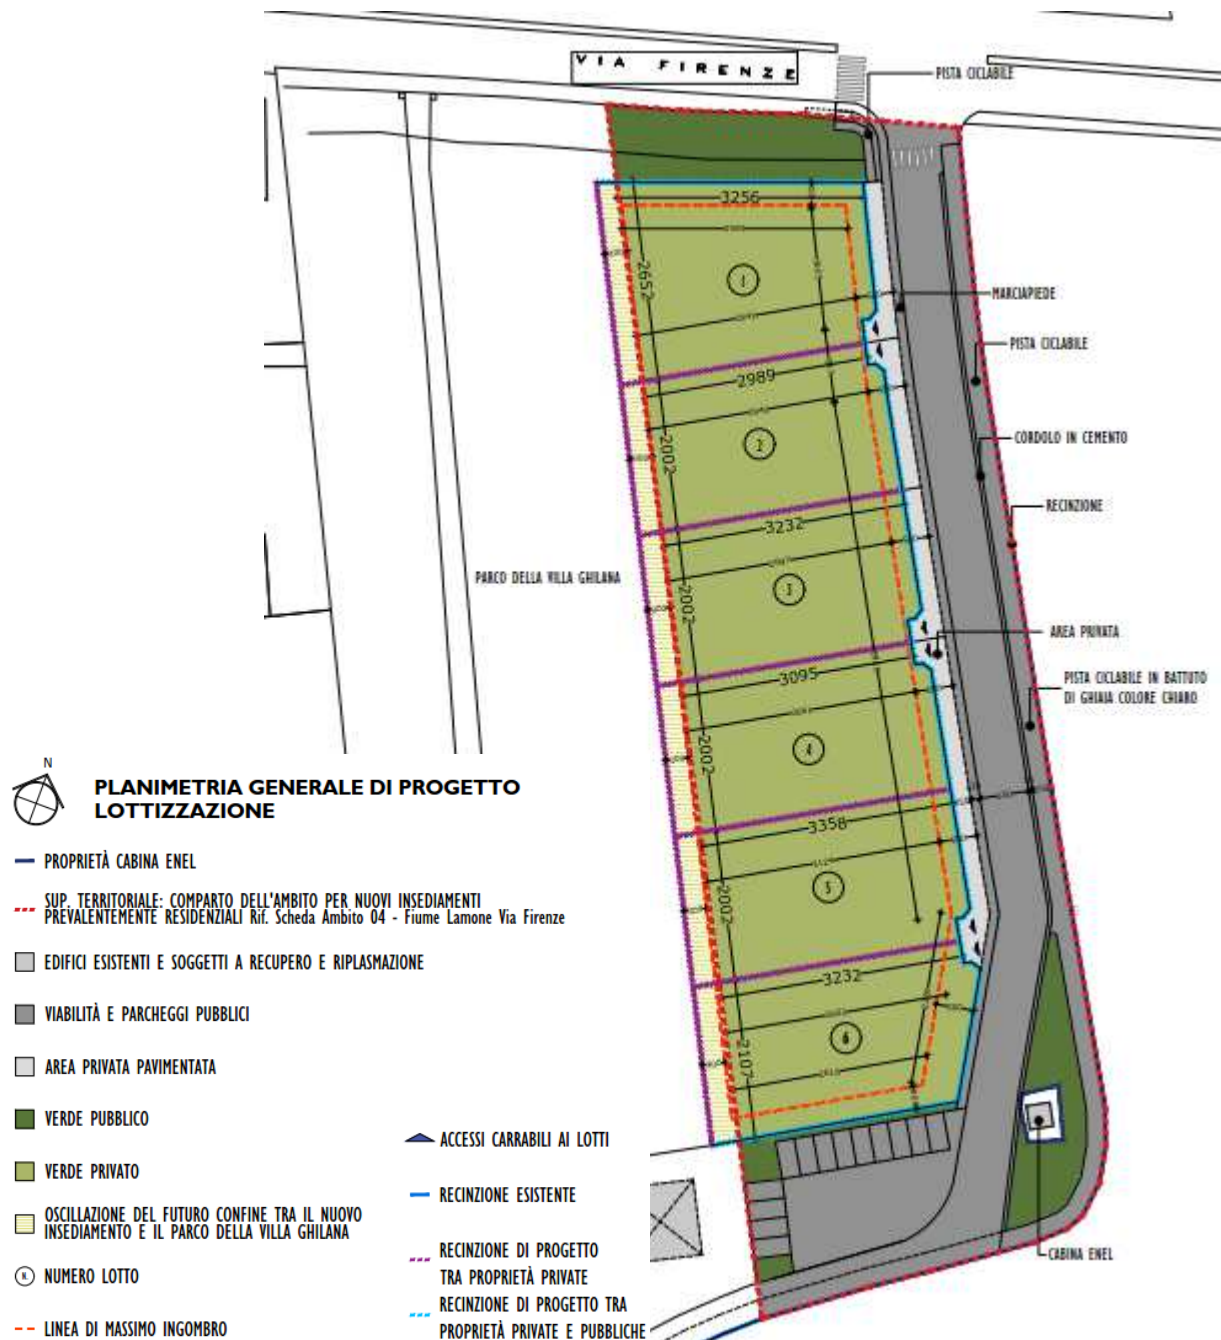 VIA FIRENZE
PISTA CICLABILE
3256
2652
1
MARCIAPIEDE
PISTA CICLABILE
2989
2002
2
CORDOLO IN CEMENTO
RECINZIONE
3232
2002
3
PARCO DELLA VILLA GHILANA
AREA PRIVATA
3095
2002
4
PISTA CICLABILE IN BATTUTO
DI GHIAIA COLORE CHIARO
3358
2002
5
3232
2107
6
CABINA ENEL
N
PLANIMETRIA GENERALE DI PROGETTO
LOTTIZZAZIONE
PROPRIETÀ CABINA ENEL
SUP. TERRITORIALE: COMPARTO DELL'AMBITO PER NUOVI INSEDIAMENTI
PREVALENTEMENTE RESIDENZIALI Rif. Scheda Ambito 04 - Fiume Lamone Via Firenze
EDIFICI ESISTENTI E SOGGETTI A RECUPERO E RIPLASMAZIONE
VIABILITÀ E PARCHEGGI PUBBLICI
AREA PRIVATA PAVIMENTATA
VERDE PUBBLICO
VERDE PRIVATO
OSCILLAZIONE DEL FUTURO CONFINE TRA IL NUOVO
INSEDIAMENTO E IL PARCO DELLA VILLA GHILANA
N. NUMERO LOTTO
LINEA DI MASSIMO INGOMBRO
ACCESSI CARRABILI AI LOTTI
RECINZIONE ESISTENTE
RECINZIONE DI PROGETTO
TRA PROPRIETÀ PRIVATE
RECINZIONE DI PROGETTO TRA
PROPRIETÀ PRIVATE E PUBBLICHE